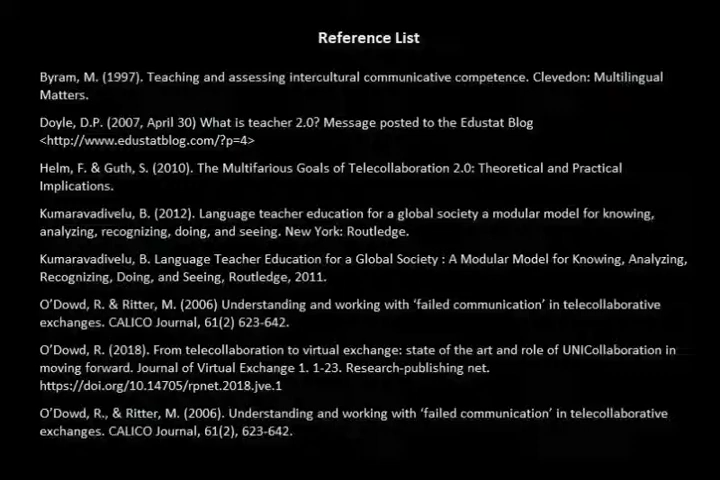 Reference List
Byram, M. (1997). Teaching and assessing intercultural communicative competence. Clevedon: Multilingual
Matters.
Doyle, D.P. (2007, April 30) What is teacher 2.0? Message posted to the Edustat Blog
<http://www.edustatblog.com/?p=4>
Helm, F. & Guth, S. (2010). The Multifarious Goals of Telecollaboration 2.0: Theoretical and Practical
Implications.
Kumaravadivelu, B. (2012). Language teacher education for a global society a modular model for knowing,
analyzing, recognizing, doing, and seeing. New York: Routledge.
Kumaravadivelu, B. Language Teacher Education for a Global Society : A Modular Model for Knowing, Analyzing,
Recognizing, Doing, and Seeing, Routledge, 2011.
O’Dowd, R. & Ritter, M. (2006) Understanding and working with ‘failed communication’ in telecollaborative
exchanges. CALICO Journal, 61(2) 623-642.
O’Dowd, R. (2018). From telecollaboration to virtual exchange: state of the art and role of UNICollaboration in
moving forward. Journal of Virtual Exchange 1. 1-23. Research-publishing net.
https://doi.org/10.14705/rpnet.2018.jve.1
O’Dowd, R., & Ritter, M. (2006). Understanding and working with ‘failed communication’ in telecollaborative
exchanges. CALICO Journal, 61(2), 623-642.